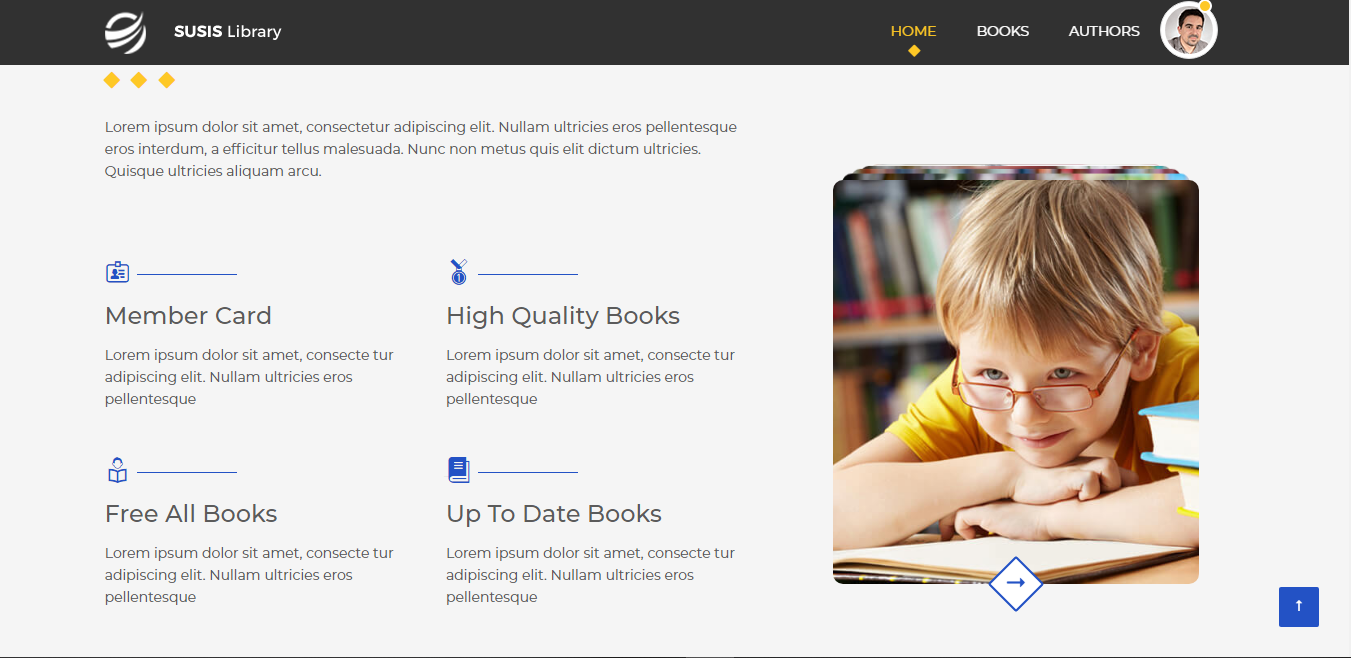 SUSIS Library
HOME
BOOKS
AUTHORS
Lorem ipsum dolor sit amet, consectetur adipiscing elit. Nullam ultricies eros pellentesque
eros interdum, a efficitur tellus malesuada. Nunc non metus quis elit dictum ultricies.
Quisque ultricies aliquam arcu.
Member Card
Lorem ipsum dolor sit amet, consecte tur
adipiscing elit. Nullam ultricies eros
pellentesque
1
High Quality Books
Lorem ipsum dolor sit amet, consecte tur
adipiscing elit. Nullam ultricies eros
pellentesque
Free All Books
Lorem ipsum dolor sit amet, consecte tur
adipiscing elit. Nullam ultricies eros
pellentesque
Up To Date Books
Lorem ipsum dolor sit amet, consecte tur
adipiscing elit. Nullam ultricies eros
pellentesque